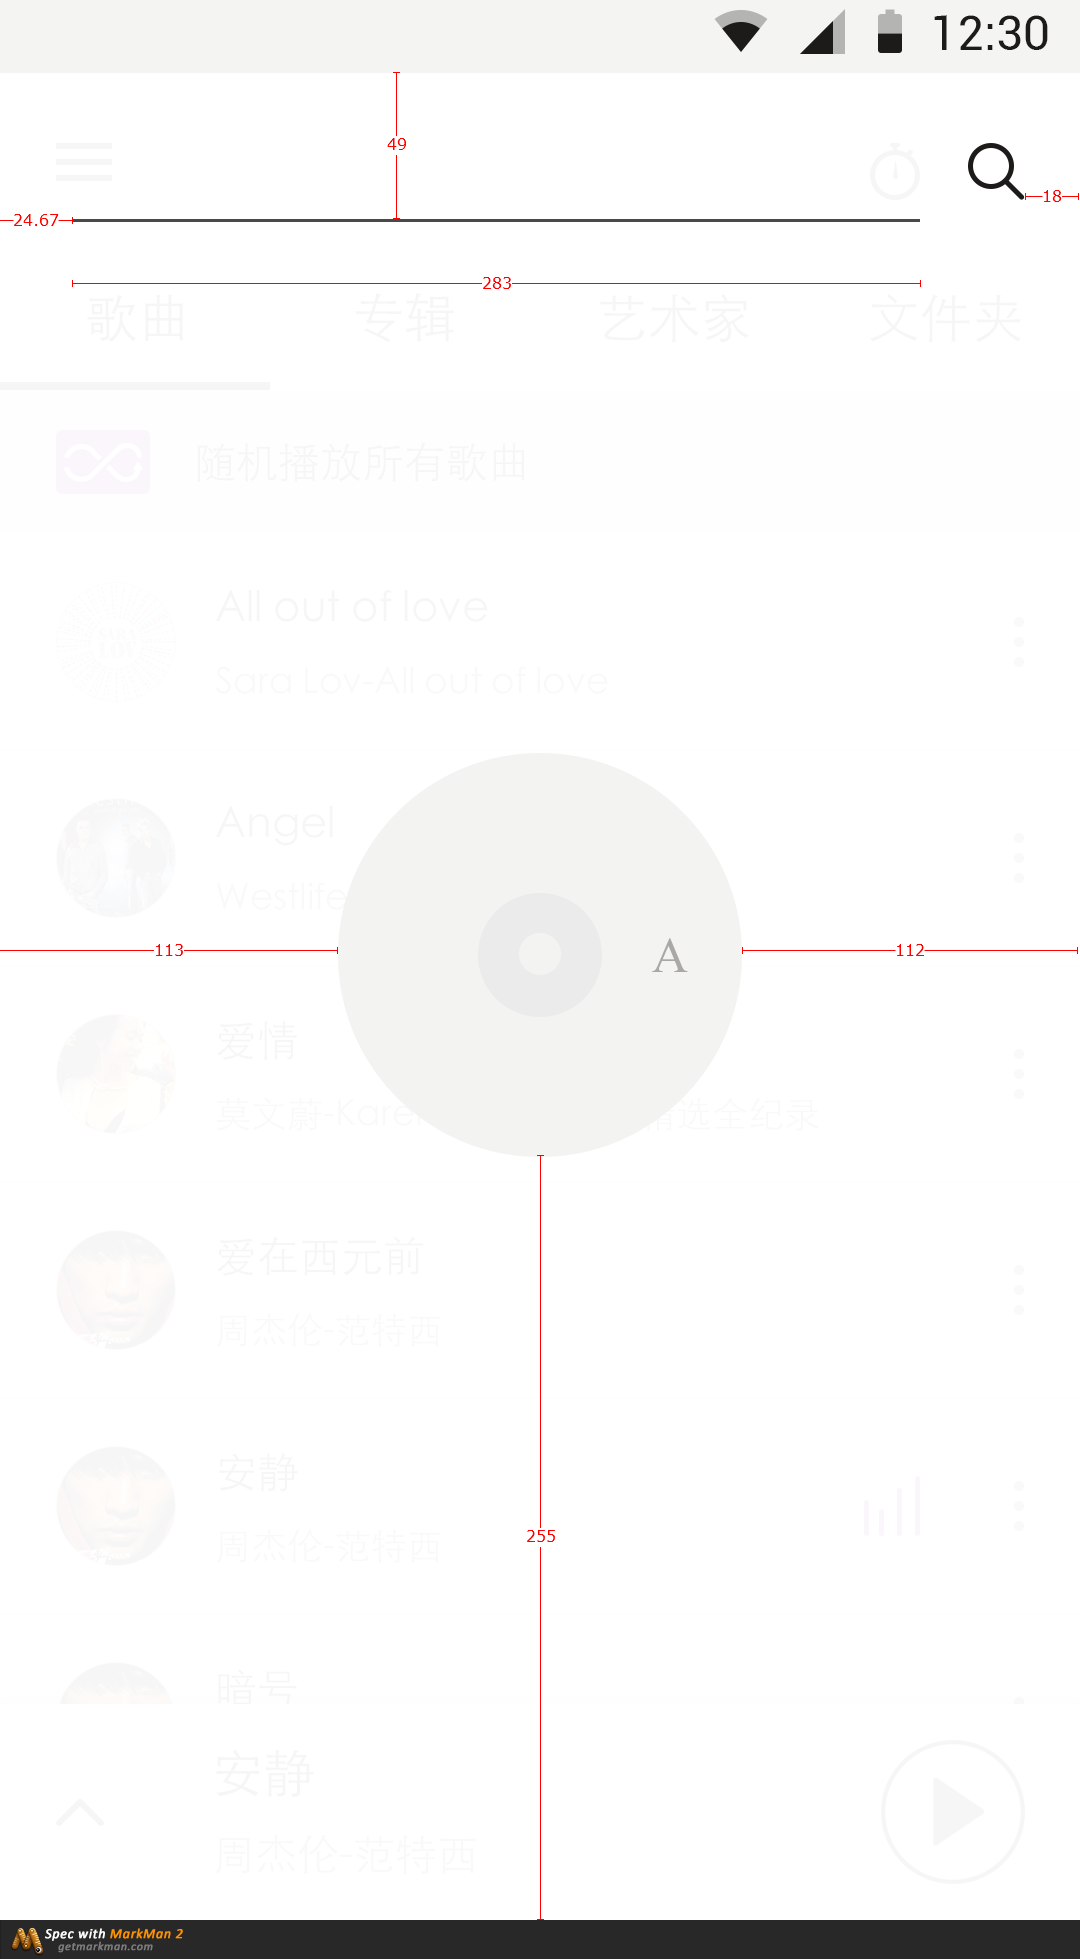 12:30
49
18
24.67
283
歌曲 专辑 艺术家 文件夹
随机播放所有歌曲
All out of love
Sara Lov-All out of love
Angel
Westlife
A
113
112
爱情
莫文蔚-Kare 精选全纪录
爱在西元前
周杰伦-范特西
安静
周杰伦-范特西
255
暗号
安静
周杰伦-范特西
Spec with MarkMan 2
getmarkman.com